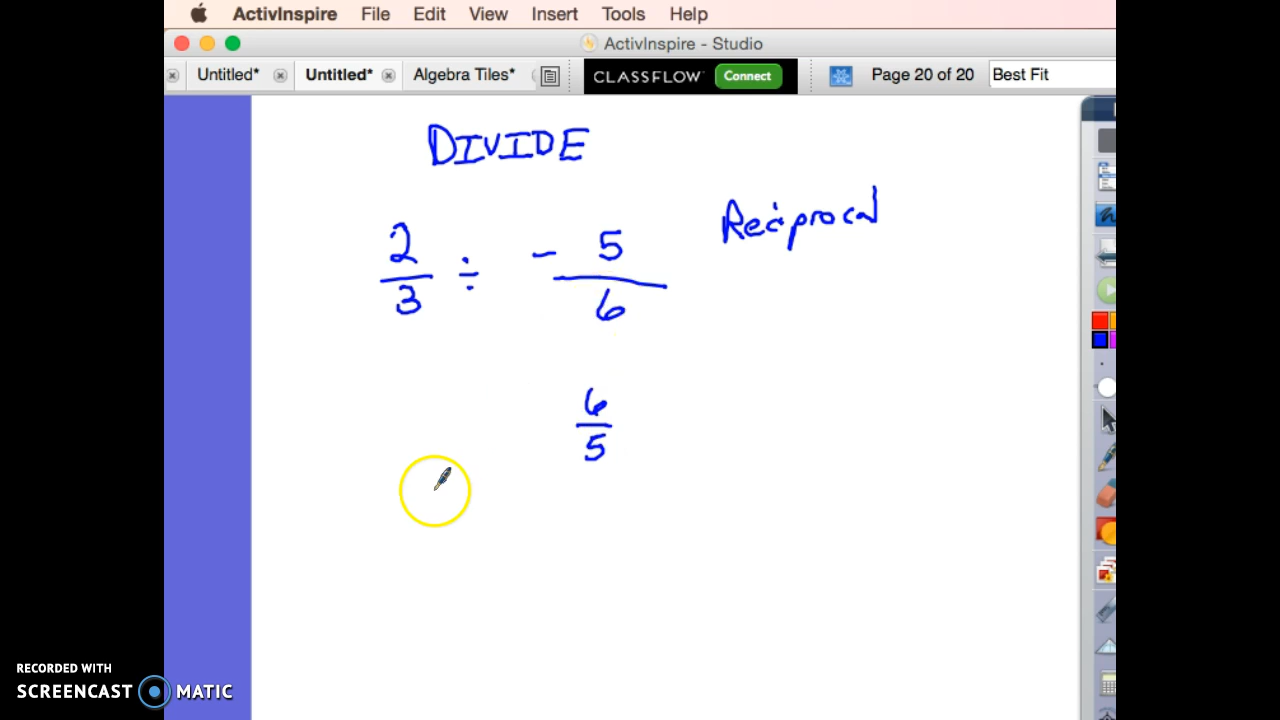 ActivInspire File Edit View Insert Tools Help
ActivInspire - Studio
Untitled* Untitled* Algebra Tiles* CLASSFLOW Connect Page 20 of 20 Best Fit
DIVIDE
Reciprocal
2 ÷ - 5
3 6
6
5
RECORDED WITH
SCREENCAST MATIC